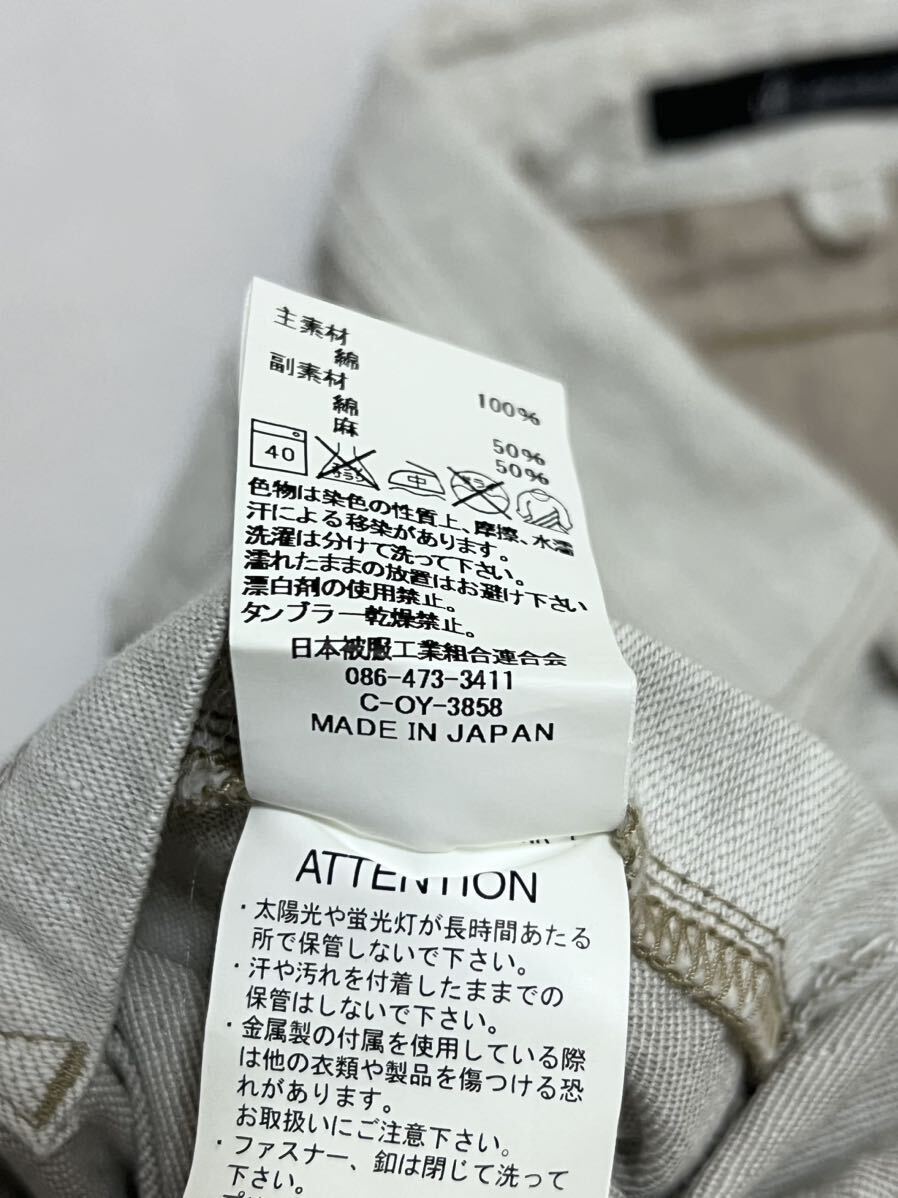 主素材
綿 100%
副素材
綿 50%
麻 50%
40 中
色物は染色の性質上、摩擦、水濡
汗による移染があります。
洗濯は分けて洗って下さい。
濡れたままの放置はお避け下さい
漂白剤の使用禁止。
タンブラー乾燥禁止。
日本被服工業組合連合会
086-473-3411
C-OY-3858
MADE IN JAPAN
ATTENTION
・太陽光や蛍光灯が長時間あたる
所で保管しないで下さい。
・汗や汚れを付着したままでの
保管はしないで下さい。
・金属製の付属を使用している際
は他の衣類や製品を傷つける恐
れがあります。
お取扱いにご注意下さい。
・ファスナー、釦は閉じて洗って
下さい。